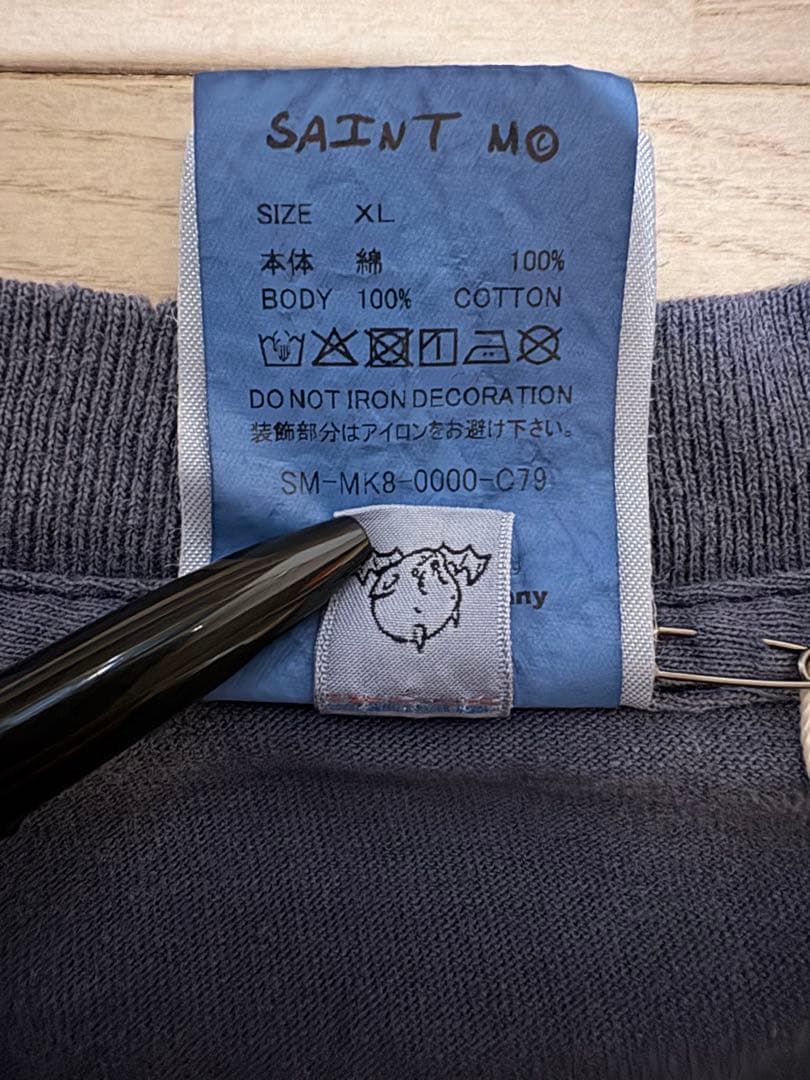 SAINT M©
SIZE XL
本体 綿 100%
BODY 100% COTTON
DO NOT IRON DECORATION
装飾部分はアイロンをお避け下さい。
SM-MK8-0000-C79
ny